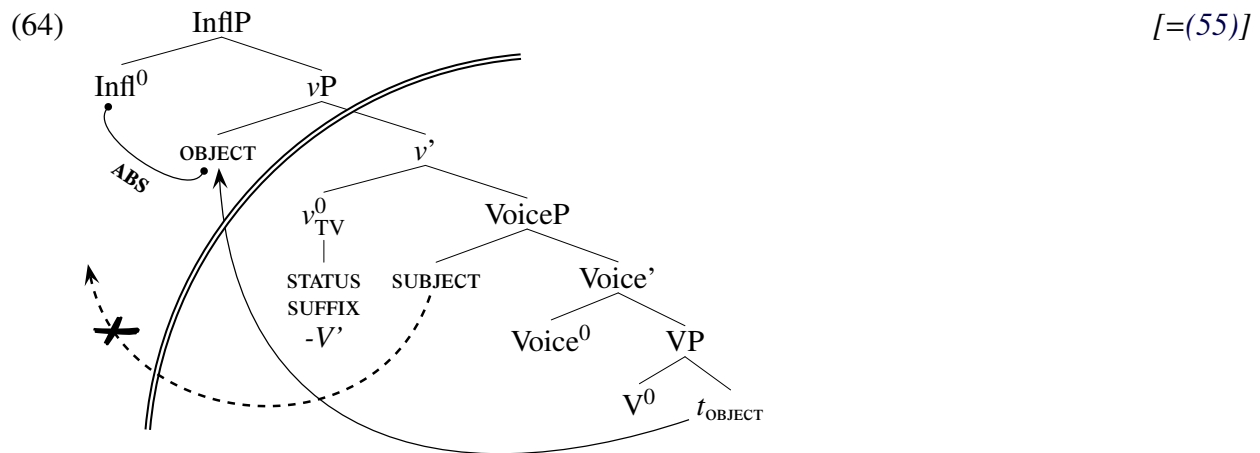 (64) InflP [=(55)]
Infl⁰ vP
OBJECT v'
ABS
v⁰TV VoiceP
STATUS SUFFIX -V' SUBJECT Voice'
Voice⁰ VP
V⁰ tOBJECT